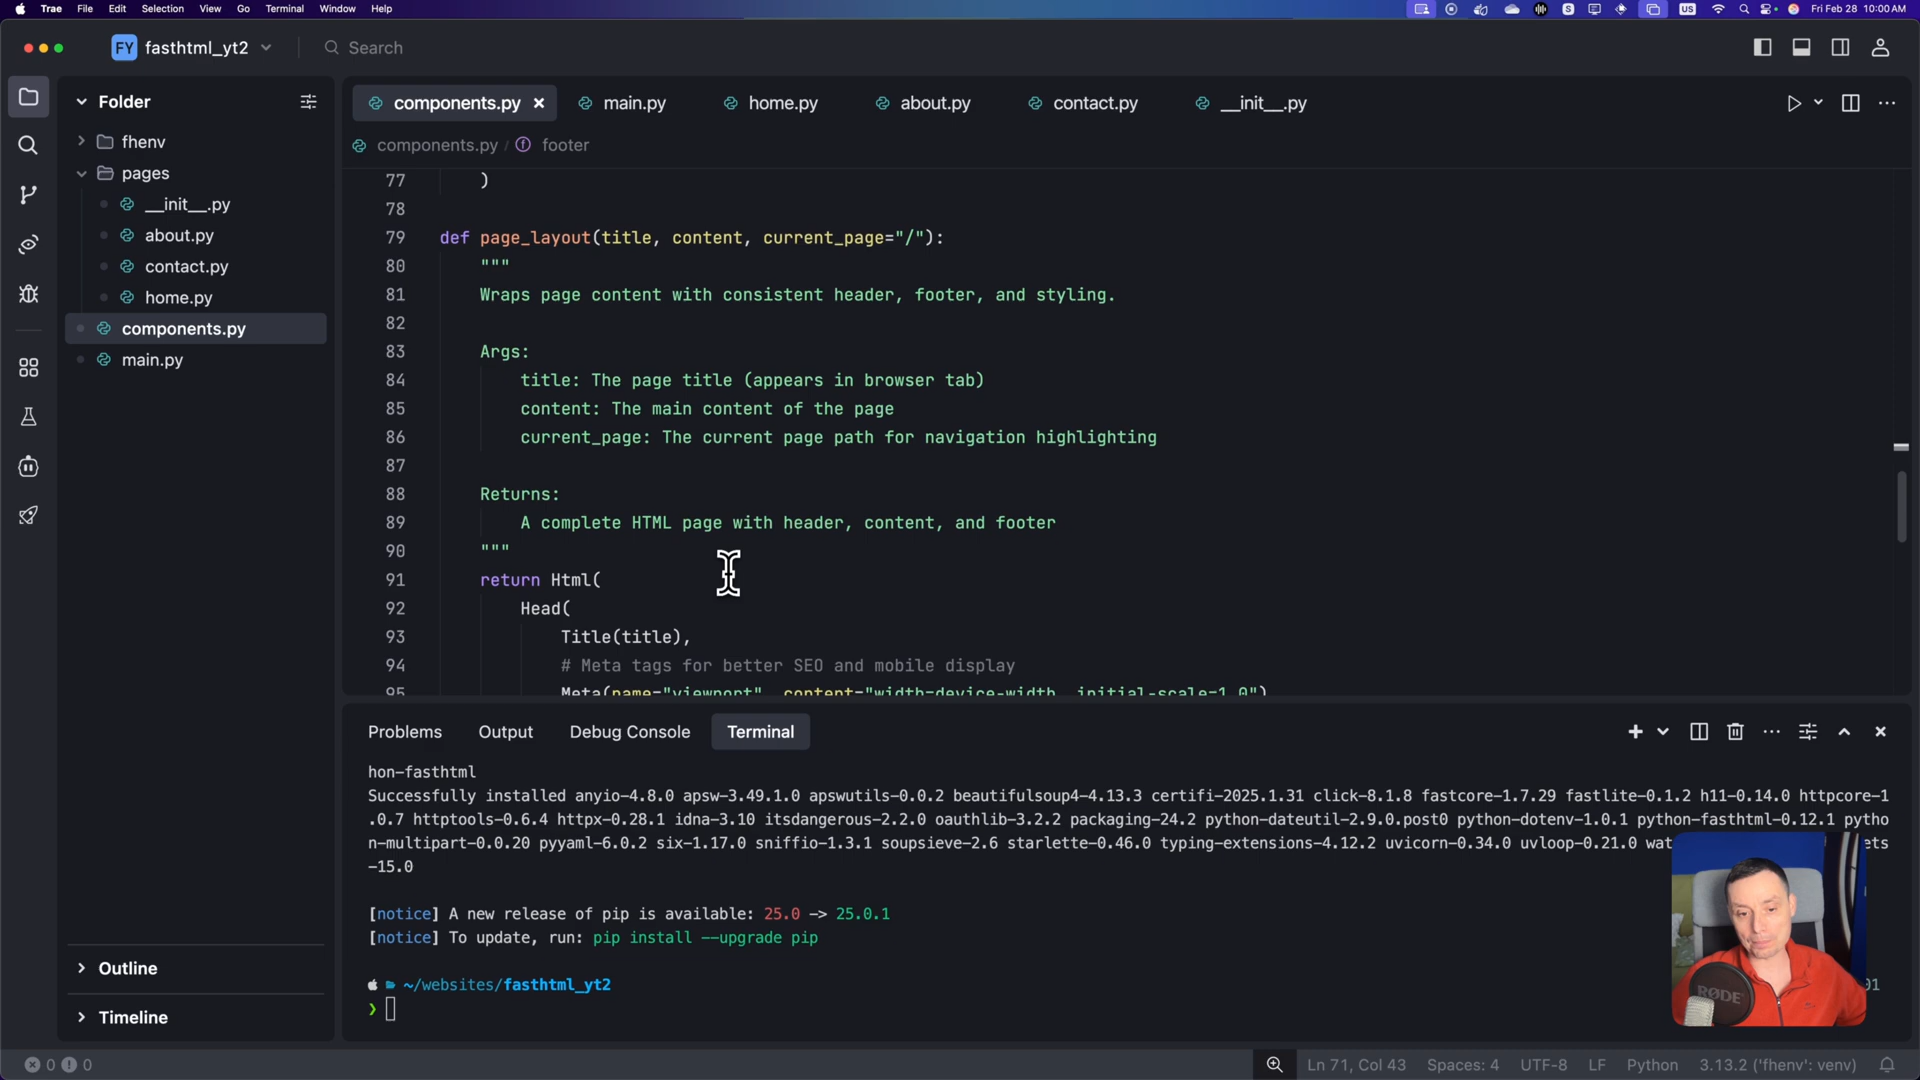 Trae File Edit Selection View Go Terminal Window Help
US Fri Feb 28 10:00 AM
FY fasthtml_yt2 Search
Folder
fhenv
pages
__init__.py
about.py
contact.py
home.py
components.py
main.py
Outline
Timeline
components.py main.py home.py about.py contact.py __init__.py
components.py / footer
77 )
78
79 def page_layout(title, content, current_page="/"):
80 """
81 Wraps page content with consistent header, footer, and styling.
82
83 Args:
84 title: The page title (appears in browser tab)
85 content: The main content of the page
86 current_page: The current page path for navigation highlighting
87
88 Returns:
89 A complete HTML page with header, content, and footer
90 """
91 return Html(
92 Head(
93 Title(title),
94 # Meta tags for better SEO and mobile display
95 Meta(name="viewport", content="width=device-width, initial-scale=1.0")
Problems Output Debug Console Terminal
hon-fasthtml
Successfully installed anyio-4.8.0 apsw-3.49.1.0 apswutils-0.0.2 beautifulsoup4-4.13.3 certifi-2025.1.31 click-8.1.8 fastcore-1.7.29 fastlite-0.1.2 h11-0.14.0 httpcore-1
.0.7 httptools-0.6.4 httpx-0.28.1 idna-3.10 itsdangerous-2.2.0 oauthlib-3.2.2 packaging-24.2 python-dateutil-2.9.0.post0 python-dotenv-1.0.1 python-fasthtml-0.12.1 pytho
n-multipart-0.0.20 pyyaml-6.0.2 six-1.17.0 sniffio-1.3.1 soupsieve-2.6 starlette-0.46.0 typing-extensions-4.12.2 uvicorn-0.34.0 uvloop-0.21.0 wat ets
-15.0
[notice] A new release of pip is available: 25.0 -> 25.0.1
[notice] To update, run: pip install --upgrade pip
~/websites/fasthtml_yt2
❯
RØDE
0 0 Ln 71, Col 43 Spaces: 4 UTF-8 LF Python 3.13.2 ('fhenv': venv)